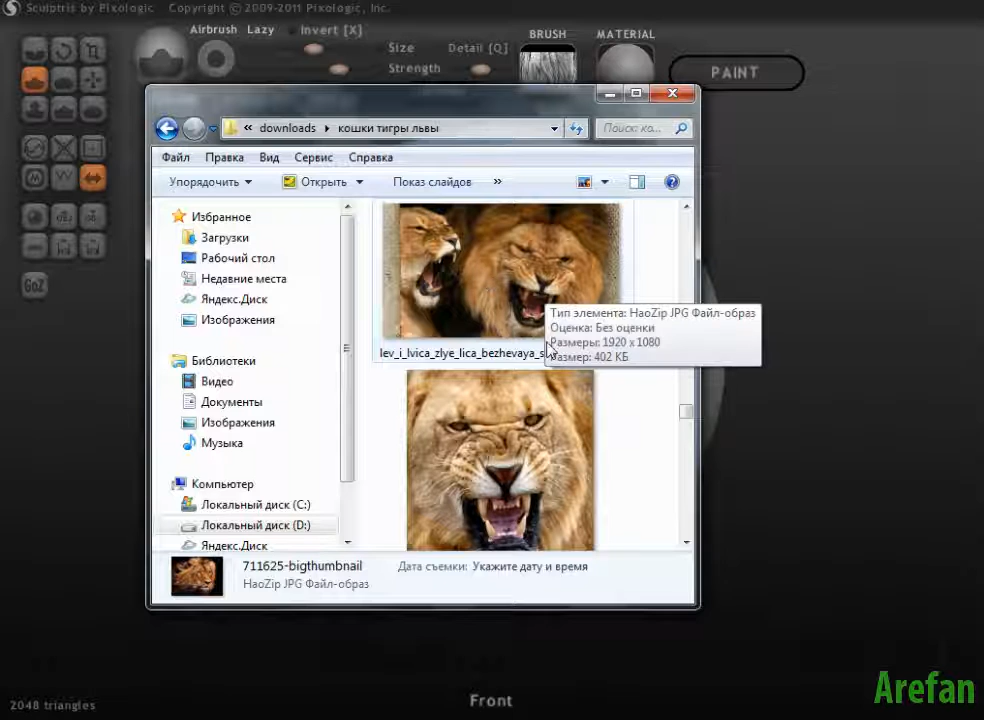 Sculptris by Pixologic   Copyright © 2009-2011 Pixologic, Inc.
Airbrush Lazy Invert [X]
Size Detail [Q]
Strength
BRUSH MATERIAL
PAINT
« downloads кошки тигры львы Поиск: ко...
Файл Правка Вид Сервис Справка
Упорядочить Открыть Показ слайдов »
Избранное
Загрузки
Рабочий стол
Недавние места
Яндекс.Диск
Изображения
Библиотеки
Видео
Документы
Изображения
Музыка
Компьютер
Локальный диск (C:)
Локальный диск (D:)
Яндекс.Диск
lev_i_lvica_zlye_lica_bezhevaya_s
Тип элемента: HaoZip JPG Файл-образ
Оценка: Без оценки
Размеры: 1920 x 1080
Размер: 402 КБ
711625-bigthumbnail Дата съемки: Укажите дату и время
HaoZip JPG Файл-образ
GoZ
2048 triangles
Front
Arefan